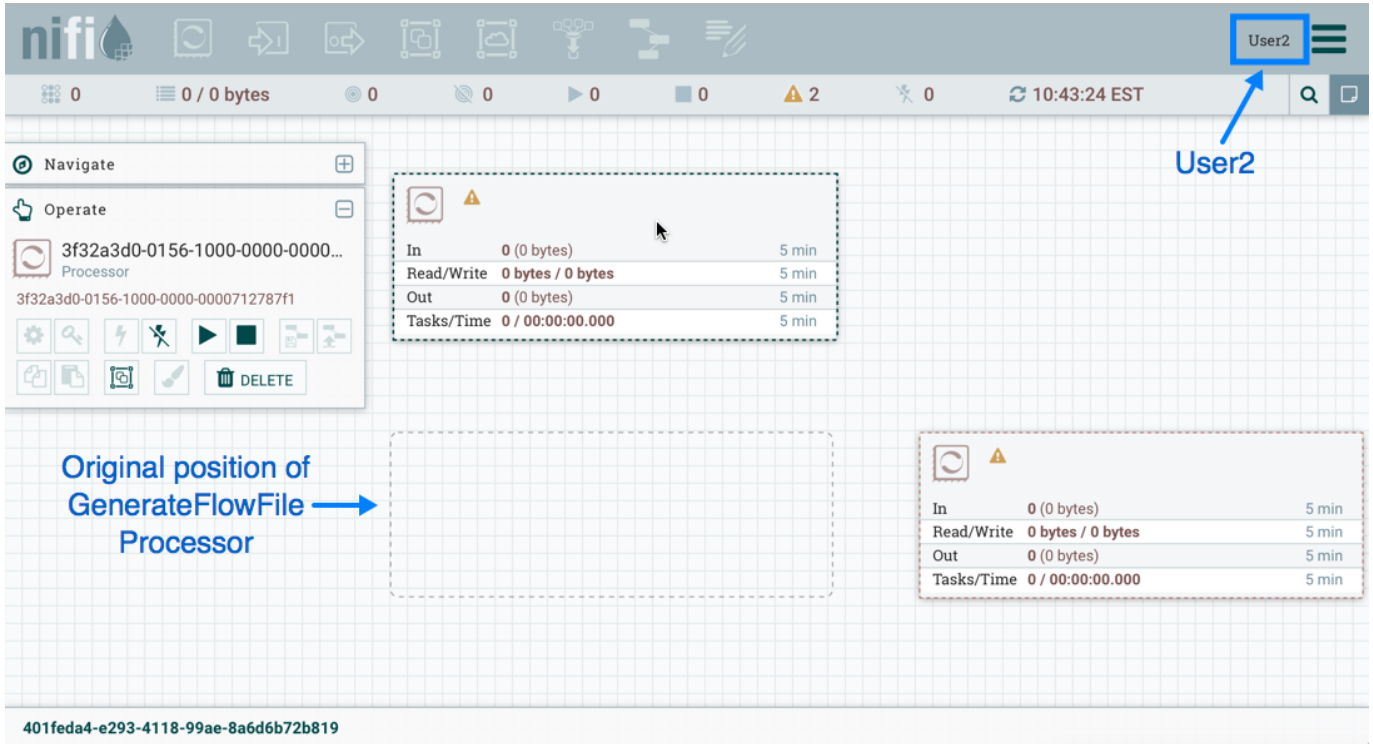 nifi
User2
0
0 / 0 bytes
0
0
0
0
2
0
10:43:24 EST
User2
Navigate
Operate
3f32a3d0-0156-1000-0000-0000...
Processor
3f32a3d0-0156-1000-0000-0000712787f1
DELETE
In 0 (0 bytes) 5 min
Read/Write 0 bytes / 0 bytes 5 min
Out 0 (0 bytes) 5 min
Tasks/Time 0 / 00:00:00.000 5 min
Original position of
GenerateFlowFile
Processor
In 0 (0 bytes) 5 min
Read/Write 0 bytes / 0 bytes 5 min
Out 0 (0 bytes) 5 min
Tasks/Time 0 / 00:00:00.000 5 min
401feda4-e293-4118-99ae-8a6d6b72b819